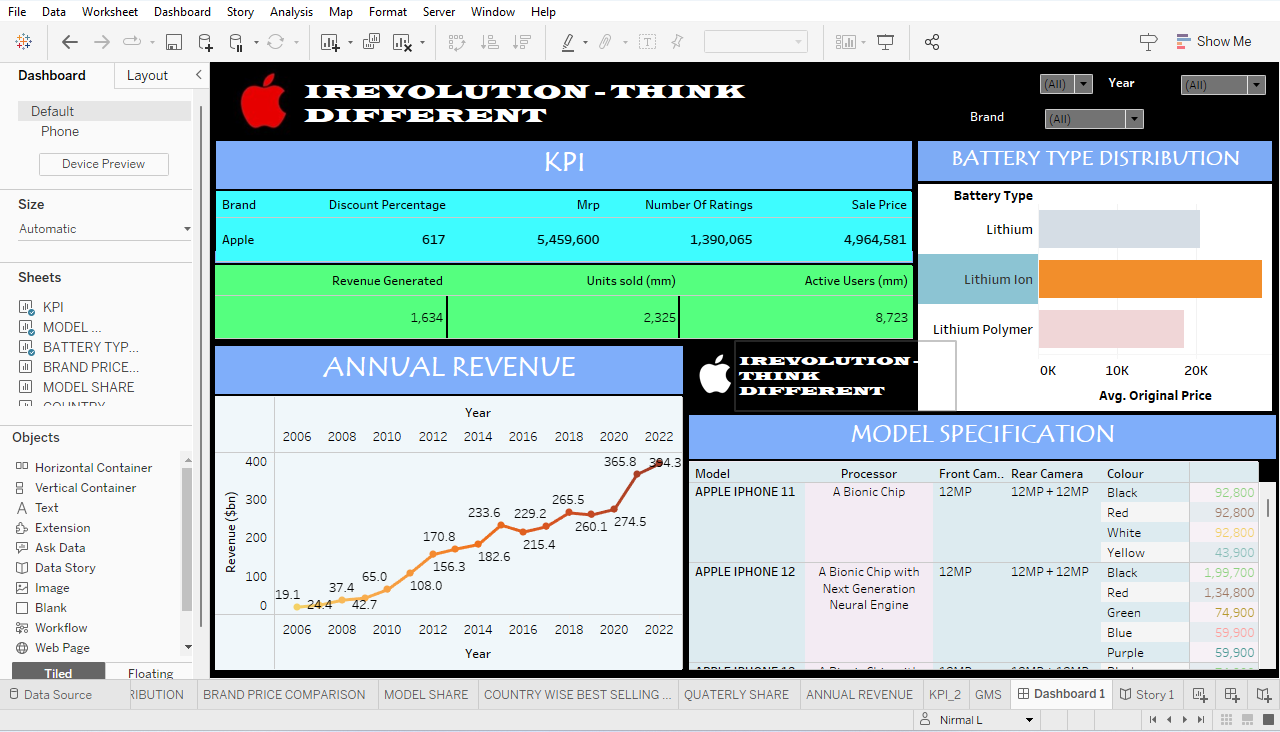 File Data Worksheet Dashboard Story Analysis Map Format Server Window Help
Show Me
Dashboard Layout
Default
Phone
Device Preview
Size
Automatic
Sheets
KPI
MODEL ...
BATTERY TYP...
BRAND PRICE...
MODEL SHARE
COUNTRY
Objects
Horizontal Container
Vertical Container
Text
Extension
Ask Data
Data Story
Image
Blank
Workflow
Web Page
Tiled Floating
IREVOLUTION - THINK
DIFFERENT
(All) Year (All)
Brand (All)
KPI
Brand Discount Percentage Mrp Number Of Ratings Sale Price
Apple 617 5,459,600 1,390,065 4,964,581
Revenue Generated Units sold (mm) Active Users (mm)
1,634 2,325 8,723
BATTERY TYPE DISTRIBUTION
Battery Type
Lithium
Lithium Ion
Lithium Polymer
0K 10K 20K
Avg. Original Price
ANNUAL REVENUE
Year
2006 2008 2010 2012 2014 2016 2018 2020 2022
Revenue ($bn)
400
300
200
100
0
19.1
24.4
37.4
42.7
65.0
108.0
170.8
156.3
182.6
233.6
215.4
229.2
265.5
260.1
274.5
365.8
394.3
2006 2008 2010 2012 2014 2016 2018 2020 2022
Year
IREVOLUTION -
THINK
DIFFERENT
MODEL SPECIFICATION
Model Processor Front Cam.. Rear Camera Colour
APPLE IPHONE 11 A Bionic Chip 12MP 12MP + 12MP Black 92,800
Red 92,800
White 92,800
Yellow 43,900
APPLE IPHONE 12 A Bionic Chip with 12MP 12MP + 12MP Black 1,99,700
Next Generation Red 1,34,800
Neural Engine Green 74,900
Blue 59,900
Purple 59,900
Data Source RIBUTION BRAND PRICE COMPARISON MODEL SHARE COUNTRY WISE BEST SELLING ... QUATERLY SHARE ANNUAL REVENUE KPI_2 GMS Dashboard 1 Story 1
Nirmal L